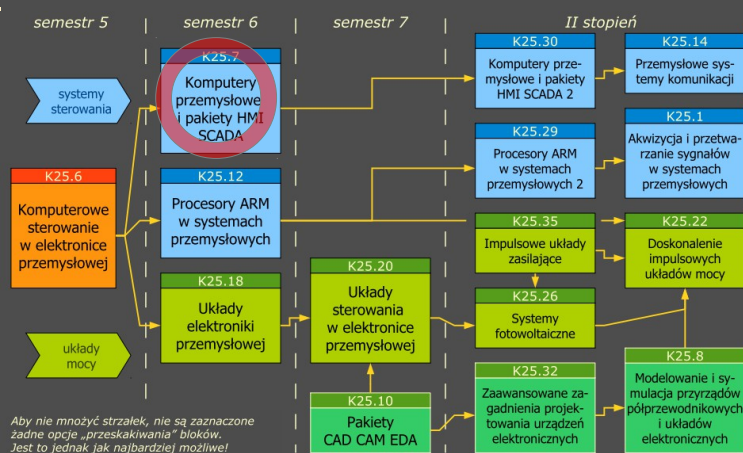 semestr 5
semestr 6
semestr 7
II stopień
systemy
sterowania
K25.6
Komputerowe
sterowanie
w elektronice
przemysłowej
układy
mocy
Aby nie mnożyć strzałek, nie są zaznaczone
żadne opcje „przeskakiwania” bloków.
Jest to jednak jak najbardziej możliwe!
K25.7
Komputery
przemysłowe
i pakiety HMI
SCADA
K25.12
Procesory ARM
w systemach
przemysłowych
K25.18
Układy
elektroniki
przemysłowej
K25.20
Układy
sterowania
w elektronice
przemysłowej
K25.10
Pakiety
CAD CAM EDA
K25.30
Komputery prze-
mysłowe i pakiety
HMI SCADA 2
K25.14
Przemysłowe sys-
temy komunikacji
K25.29
Procesory ARM
w systemach
przemysłowych 2
K25.1
Akwizycja i przetwa-
rzanie sygnałów
w systemach
przemysłowych
K25.35
Impulsowe układy
zasilające
K25.22
Doskonalenie
impulsowych
układów mocy
K25.26
Systemy
fotowoltaiczne
K25.32
Zaawansowane za-
gadnienia projek-
towania urządzeń
elektronicznych
K25.8
Modelowanie i sy-
mulacja przyrządów
półprzewodnikowych
i układów
elektronicznych